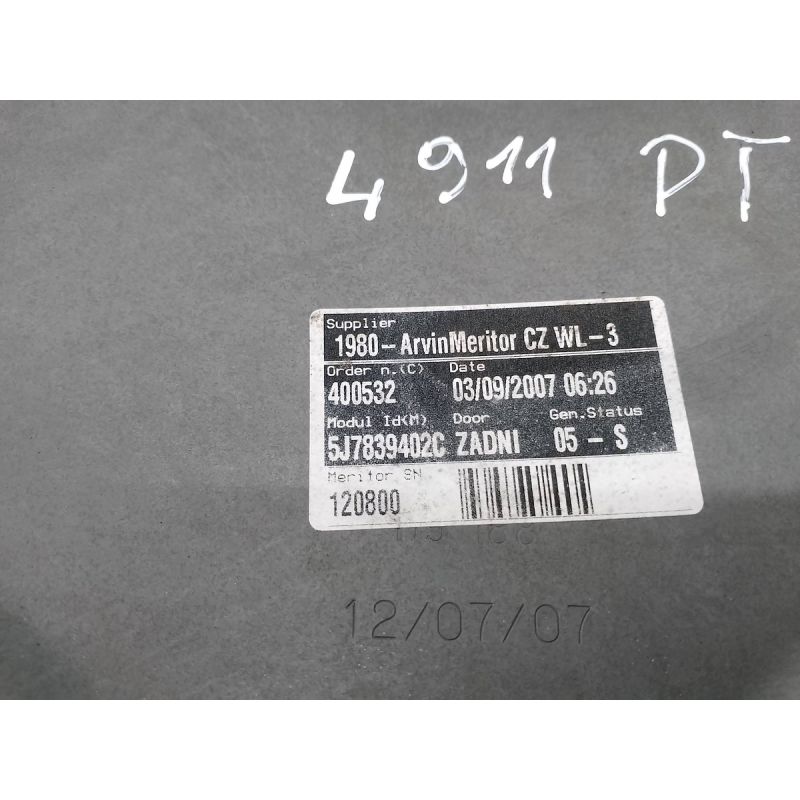 4911 PT
Supplier
1980-ArvinMeritor CZ WL-3
Order n.(C) Date
400532 03/09/2007 06:26
Modul Id(M) Door Gen.Status
5J7839402C ZADNI 05-S
Meritor SN
120800
12/07/07